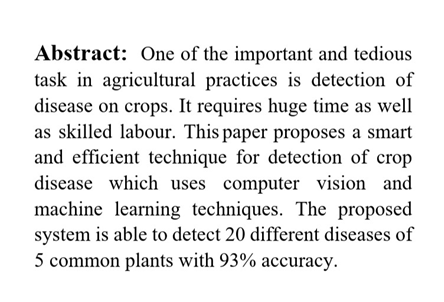 Abstract: One of the important and tedious
task in agricultural practices is detection of
disease on crops. It requires huge time as well
as skilled labour. This paper proposes a smart
and efficient technique for detection of crop
disease which uses computer vision and
machine learning techniques. The proposed
system is able to detect 20 different diseases of
5 common plants with 93% accuracy.